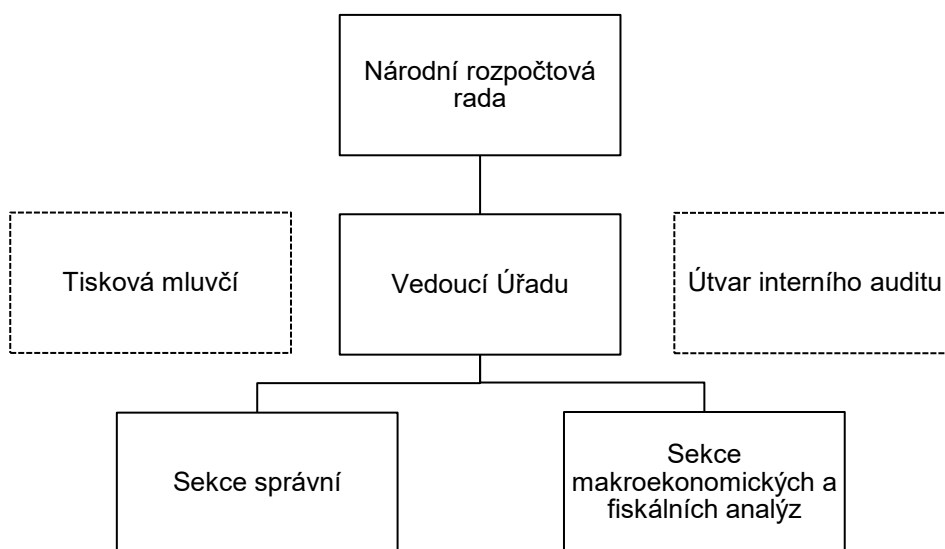 Národní rozpočtová
rada
Tisková mluvčí
Vedoucí Úřadu
Útvar interního auditu
Sekce správní
Sekce
makroekonomických a
fiskálních analýz